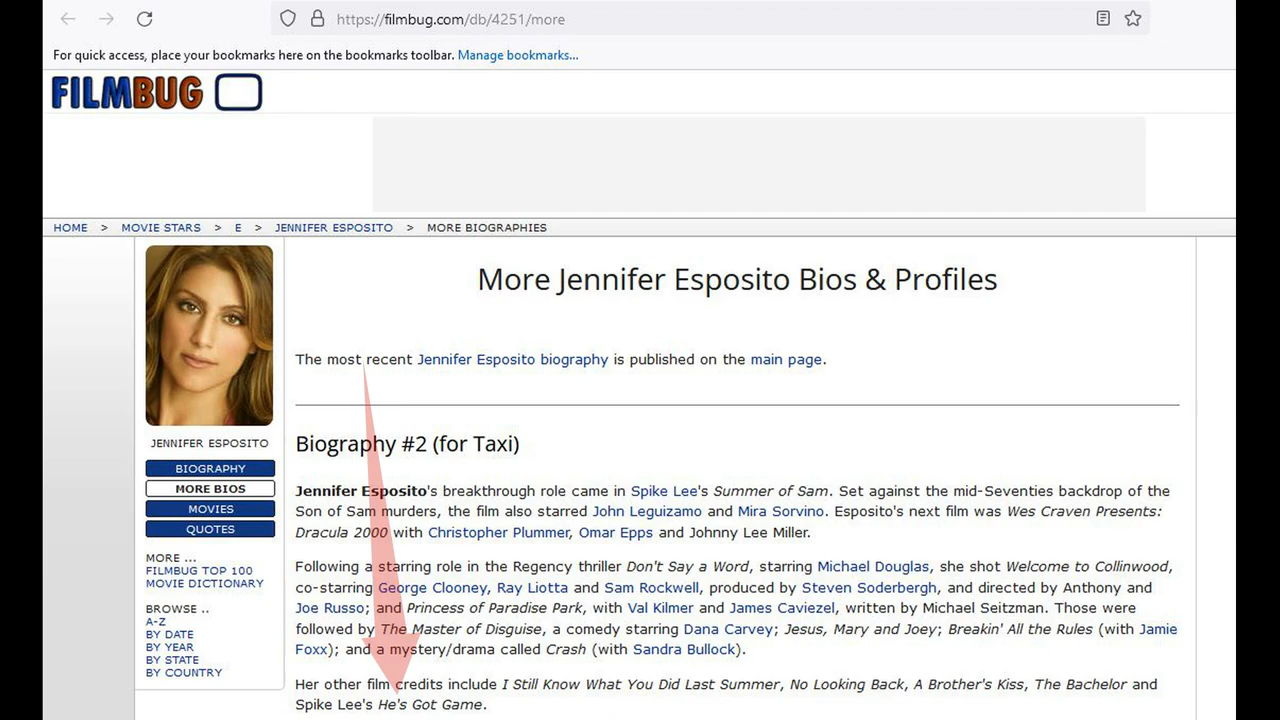 https://filmbug.com/db/4251/more
For quick access, place your bookmarks here on the bookmarks toolbar. Manage bookmarks...
FILMBUG
HOME > MOVIE STARS > E > JENNIFER ESPOSITO > MORE BIOGRAPHIES
More Jennifer Esposito Bios & Profiles
The most recent Jennifer Esposito biography is published on the main page.
JENNIFER ESPOSITO
BIOGRAPHY
MORE BIOS
MOVIES
QUOTES
MORE ...
FILMBUG TOP 100
MOVIE DICTIONARY
BROWSE ..
A-Z
BY DATE
BY YEAR
BY STATE
BY COUNTRY
Biography #2 (for Taxi)
Jennifer Esposito's breakthrough role came in Spike Lee's Summer of Sam. Set against the mid-Seventies backdrop of the
Son of Sam murders, the film also starred John Leguizamo and Mira Sorvino. Esposito's next film was Wes Craven Presents:
Dracula 2000 with Christopher Plummer, Omar Epps and Johnny Lee Miller.
Following a starring role in the Regency thriller Don't Say a Word, starring Michael Douglas, she shot Welcome to Collinwood,
co-starring George Clooney, Ray Liotta and Sam Rockwell, produced by Steven Soderbergh, and directed by Anthony and
Joe Russo; and Princess of Paradise Park, with Val Kilmer and James Caviezel, written by Michael Seitzman. Those were
followed by The Master of Disguise, a comedy starring Dana Carvey; Jesus, Mary and Joey; Breakin' All the Rules (with Jamie
Foxx); and a mystery/drama called Crash (with Sandra Bullock).
Her other film credits include I Still Know What You Did Last Summer, No Looking Back, A Brother's Kiss, The Bachelor and
Spike Lee's He's Got Game.